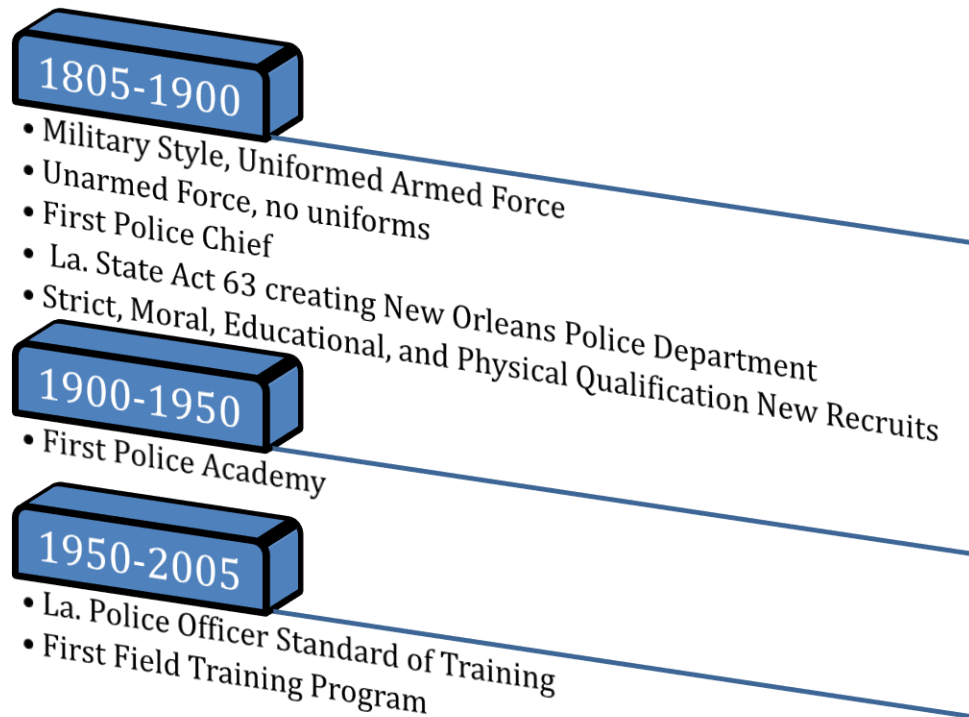 1805-1900
• Military Style, Uniformed Armed Force
• Unarmed Force, no uniforms
• First Police Chief
• La. State Act 63 creating New Orleans Police Department
• Strict, Moral, Educational, and Physical Qualification New Recruits
1900-1950
• First Police Academy
1950-2005
• La. Police Officer Standard of Training
• First Field Training Program